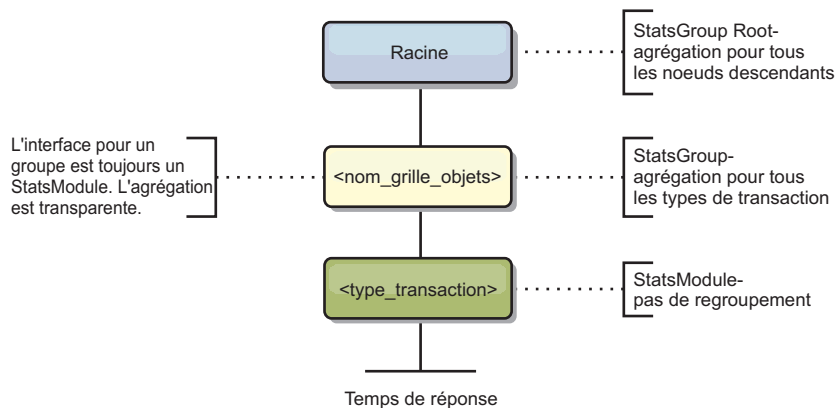 Racine
StatsGroup Root-
agrégation pour tous
les noeuds descendants
L'interface pour un
groupe est toujours un
StatsModule. L'agrégation
est transparente.
<nom_grille_objets>
StatsGroup-
agrégation pour tous
les types de transaction
<type_transaction>
StatsModule-
pas de regroupement
Temps de réponse